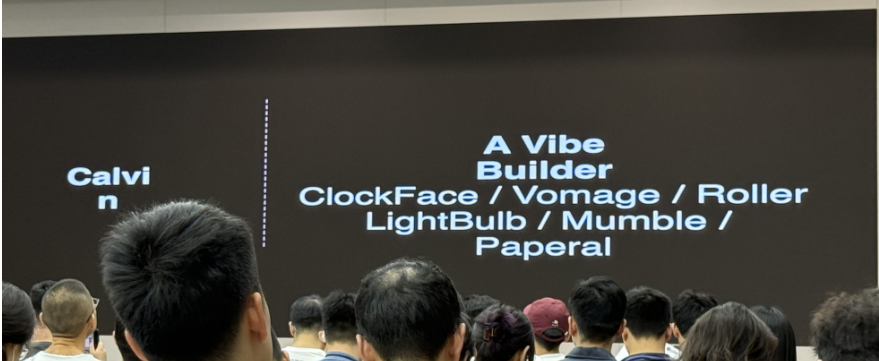 Calvi
n
A Vibe
Builder
ClockFace / Vomage / Roller
LightBulb / Mumble /
Paperal